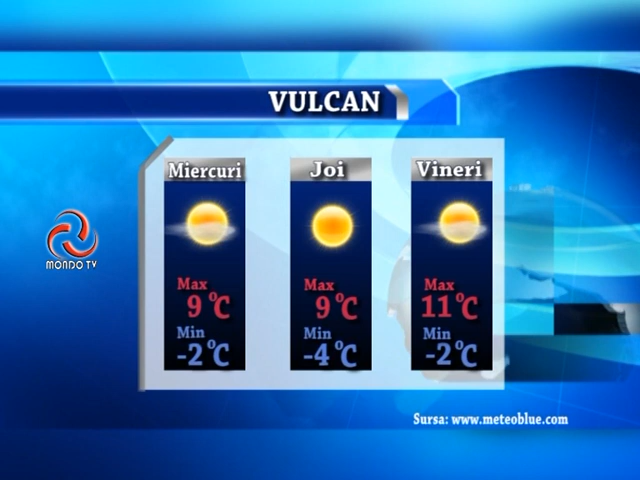 VULCAN
Miercuri
Joi
Vineri
Max
9 °C
Min
-2 °C
Max
9 °C
Min
-4 °C
Max
11 °C
Min
-2 °C
MONDO TV
Sursa: www.meteoblue.com